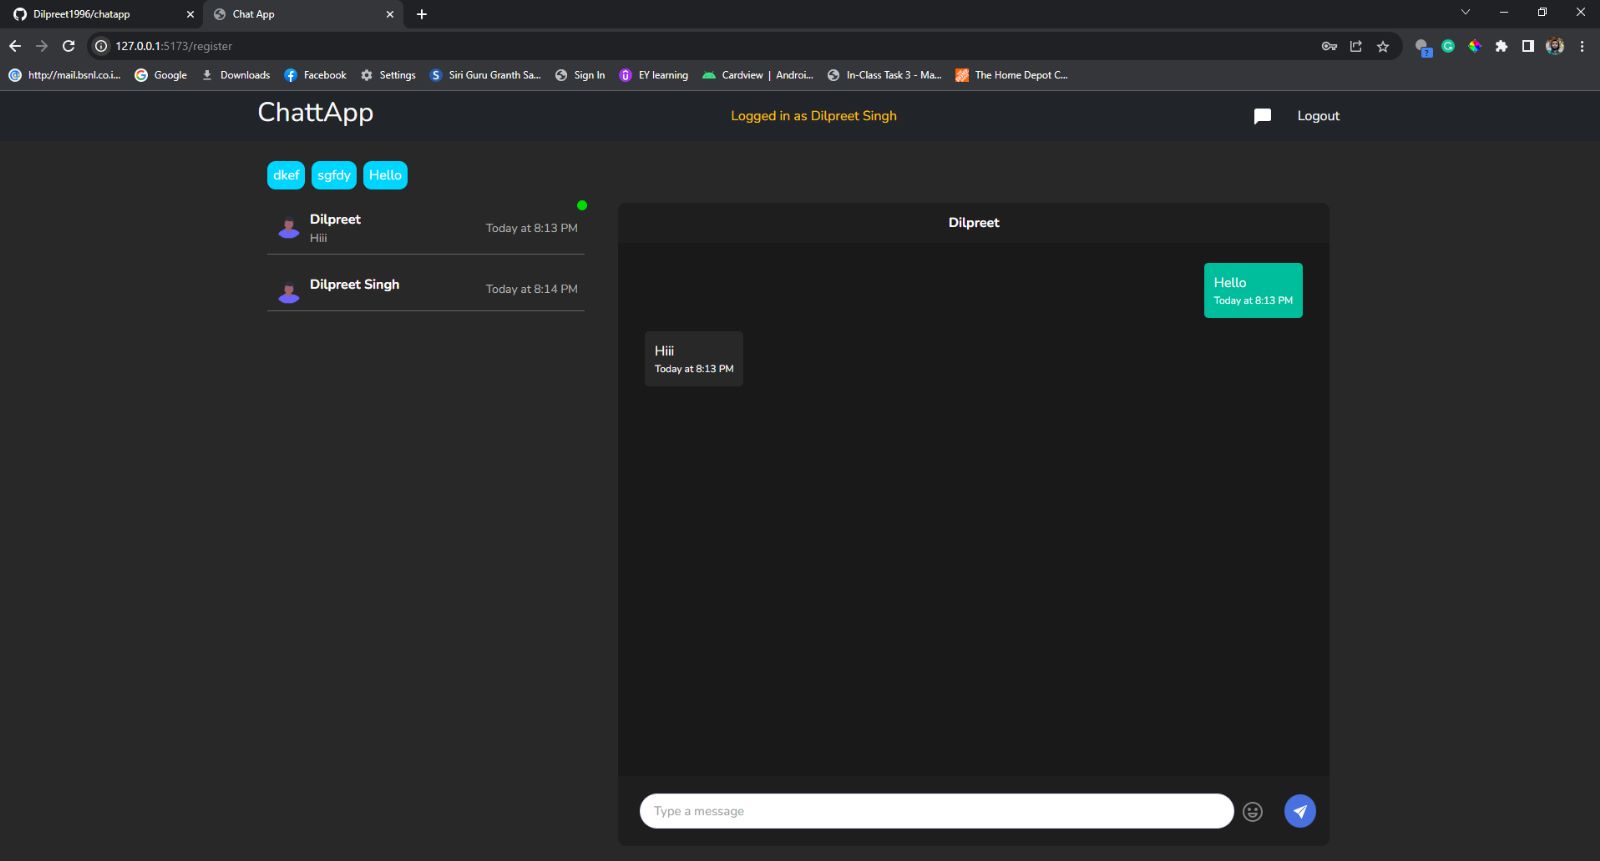 Dilpreet1996/chatapp
Chat App
127.0.0.1:5173/register
http://mail.bsnl.co.i...
Google
Downloads
Facebook
Settings
Siri Guru Granth Sa...
Sign In
EY learning
Cardview | Androi...
In-Class Task 3 - Ma...
The Home Depot C...
ChattApp
Logged in as Dilpreet Singh
Logout
dkef
sgfdy
Hello
Dilpreet
Hiii
Today at 8:13 PM
Dilpreet Singh
Today at 8:14 PM
Dilpreet
Hello
Today at 8:13 PM
Hiii
Today at 8:13 PM
Type a message